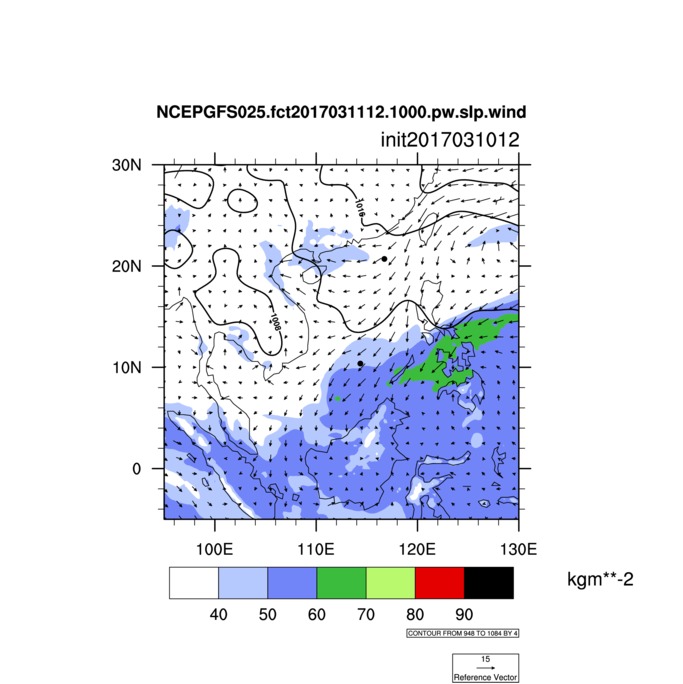 NCEPGFS025.fct2017031112.1000.pw.slp.wind
init2017031012
30N
1016
20N
1008
10N
0
100E 110E 120E 130E
kgm**-2
40 50 60 70 80 90
CONTOUR FROM 948 TO 1084 BY 4
15
Reference Vector